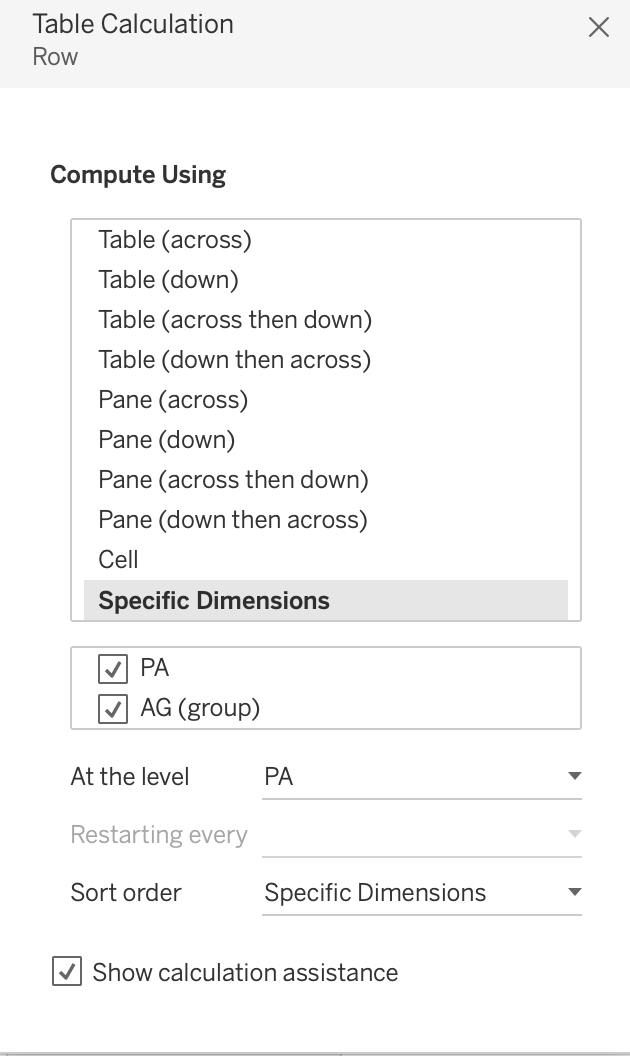 Table Calculation
Row
Compute Using
Table (across)
Table (down)
Table (across then down)
Table (down then across)
Pane (across)
Pane (down)
Pane (across then down)
Pane (down then across)
Cell
Specific Dimensions
PA
AG (group)
At the level PA
Restarting every
Sort order Specific Dimensions
Show calculation assistance